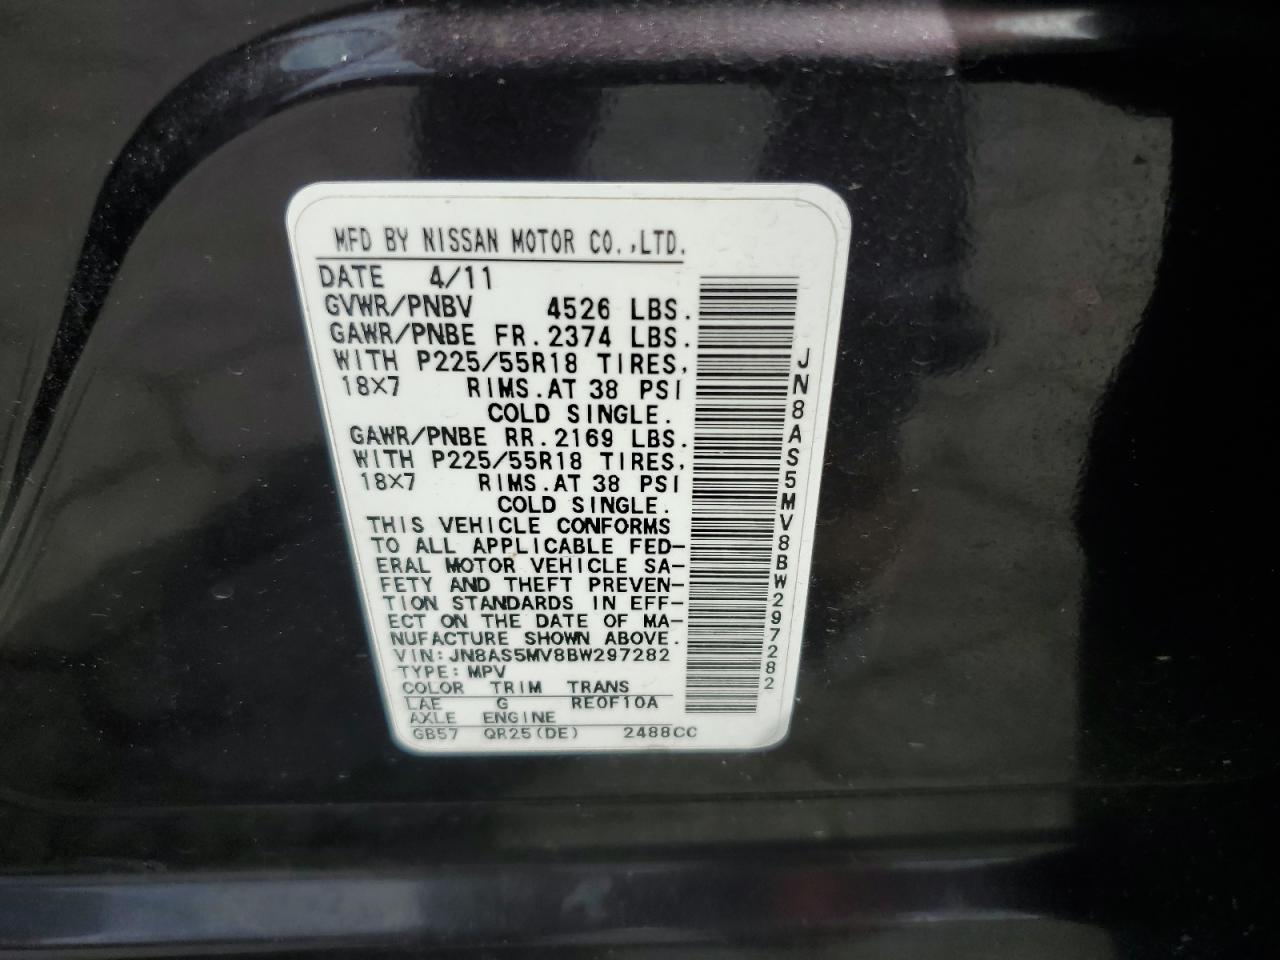 MFD BY NISSAN MOTOR CO.,LTD.
DATE 4/11
GVWR/PNBV 4526 LBS.
GAWR/PNBE FR.2374 LBS.
WITH P225/55R18 TIRES,
18X7 RIMS.AT 38 PSI
COLD SINGLE.
GAWR/PNBE RR.2169 LBS.
WITH P225/55R18 TIRES,
18X7 RIMS.AT 38 PSI
COLD SINGLE.
THIS VEHICLE CONFORMS
TO ALL APPLICABLE FED-
ERAL MOTOR VEHICLE SA-
FETY AND THEFT PREVEN-
TION STANDARDS IN EFF-
ECT ON THE DATE OF MA-
NUFACTURE SHOWN ABOVE.
VIN:JN8AS5MV8BW297282
TYPE:MPV
COLOR TRIM TRANS
LAE G RE0F10A
AXLE ENGINE
GB57 QR25(DE) 2488CC
JN8AS5MV8BW297282